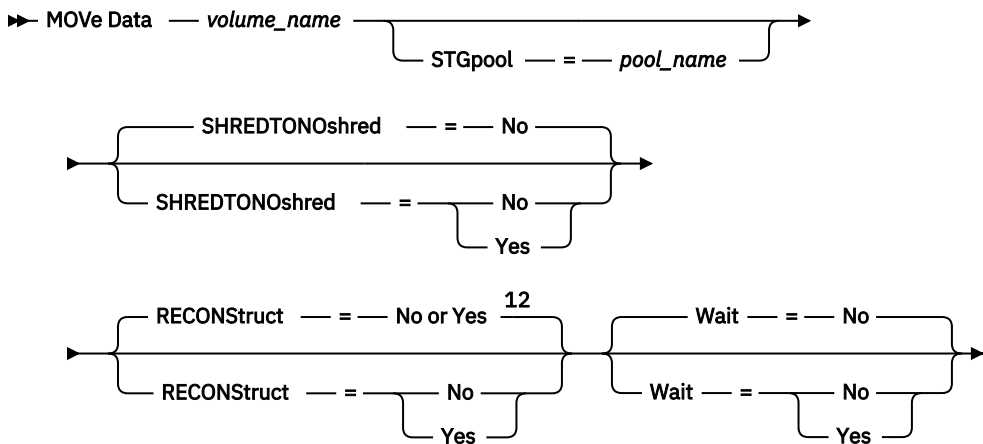 MOVe Data volume_name
STGpool = pool_name
SHREDTONOshred = No
SHREDTONOshred = No
Yes
12
RECONStruct = No or Yes Wait = No
RECONStruct = No Wait = No
Yes Yes